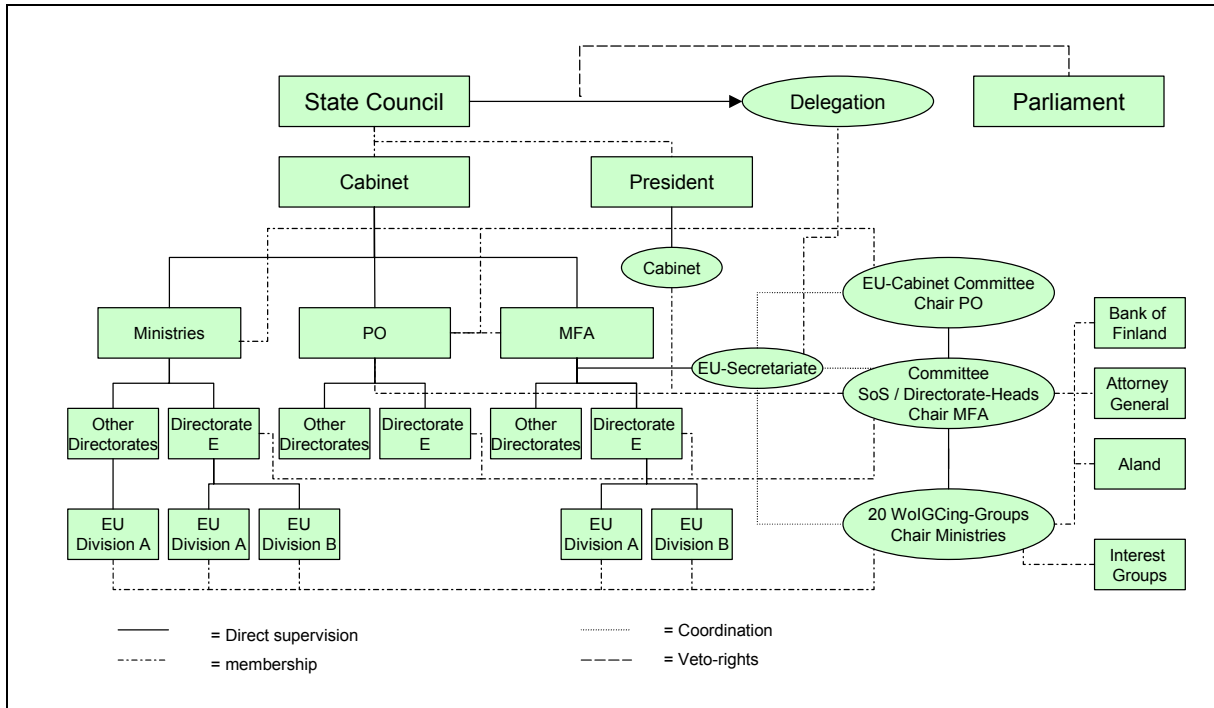 State Council
Delegation
Parliament
Cabinet
President
Cabinet
EU-Cabinet Committee
Chair PO
Ministries
PO
MFA
EU-Secretariate
Bank of
Finland
Committee
SoS / Directorate-Heads
Chair MFA
Attorney
General
Other
Directorates
Directorate
E
Other
Directorates
Directorate
E
Other
Directorates
Directorate
E
Aland
EU
Division A
EU
Division A
EU
Division B
EU
Division A
EU
Division B
20 WoIGCing-Groups
Chair Ministries
Interest
Groups
= Direct supervision
= Coordination
= membership
= Veto-rights